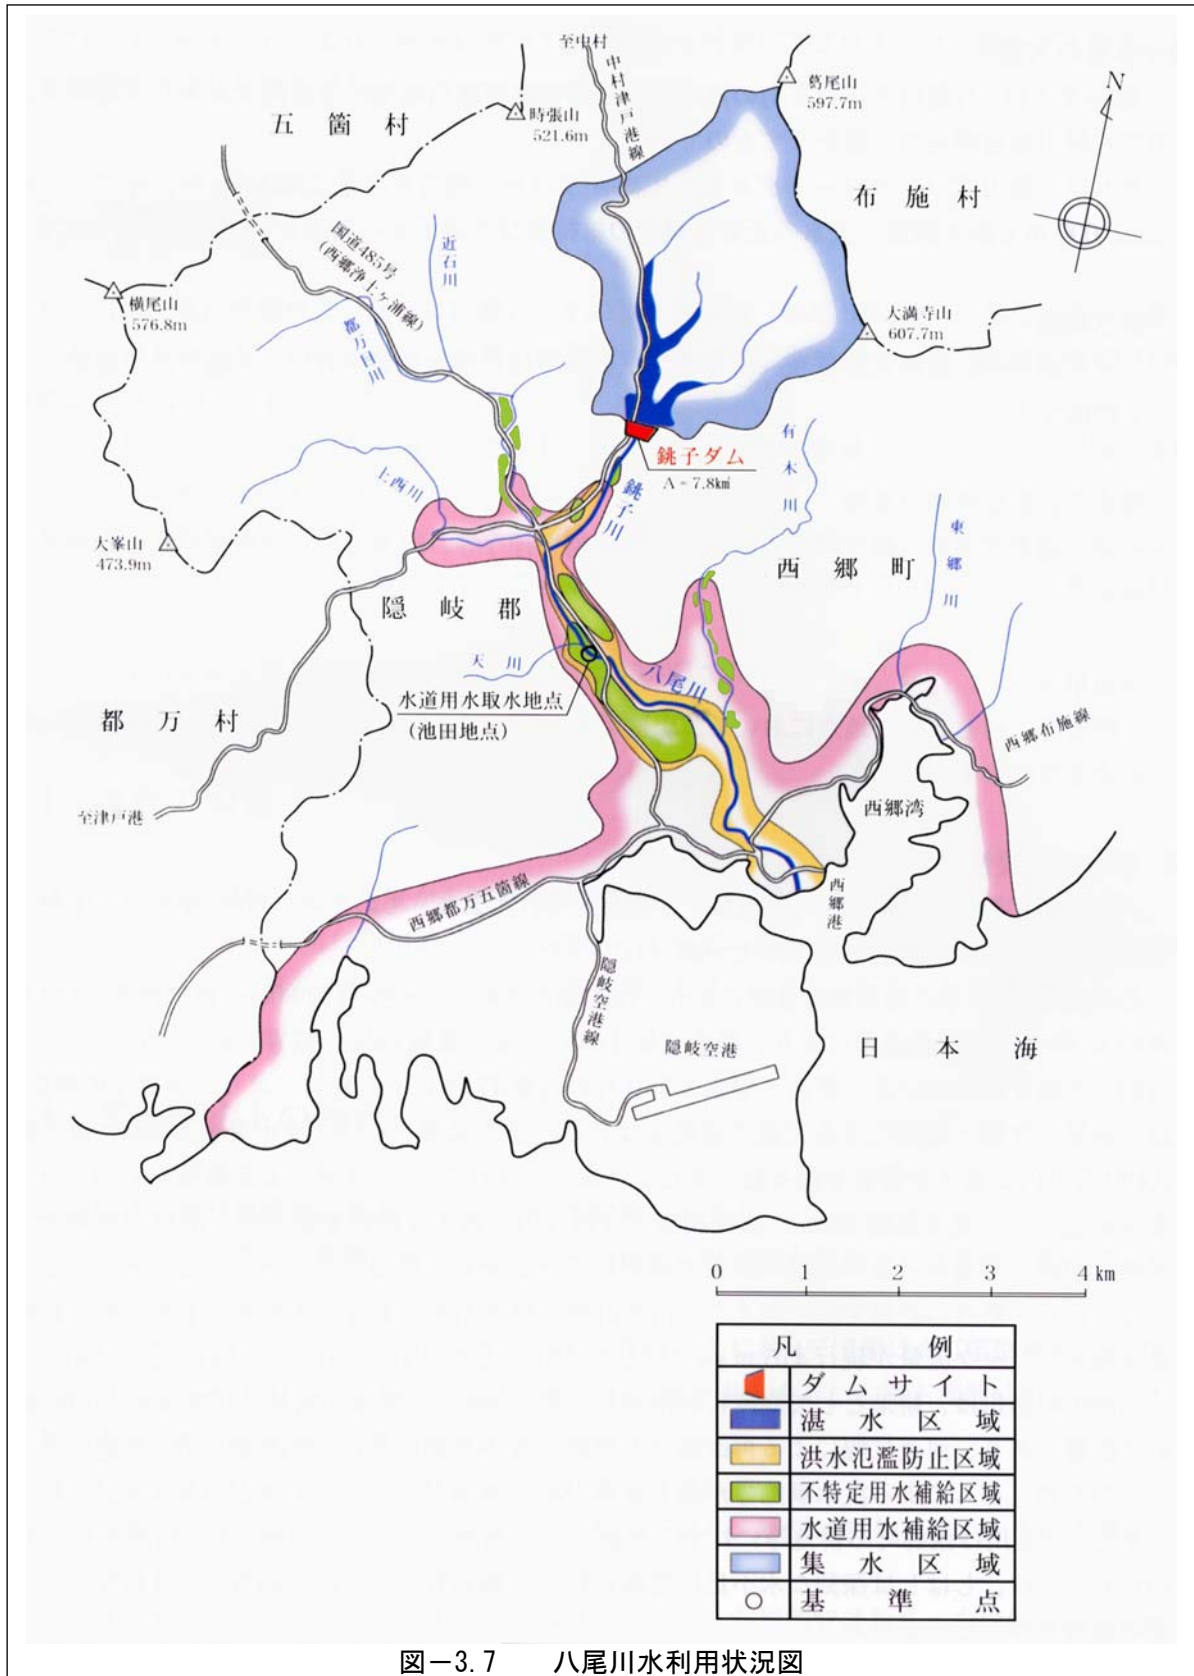 至中村
中村津戸港線
葛尾山
597.7m
N
時張山
521.6m
五箇村
布施村
国道485号
(西郷浄土ヶ浦線)
近石川
横尾山
576.8m
都万目川
大満寺山
607.7m
銚子ダム
A=7.8km²
銚子川
有木川
上西川
東郷川
大峯山
473.9m
西郷町
隠岐郡
天川
八尾川
水道用水取水地点
(池田地点)
都万村
西郷布施線
至津戸港
西郷湾
西郷港
西郷都万五箇線
隠岐空港線
隠岐空港
日本海
0 1 2 3 4 km
凡例
ダムサイト
湛水区域
洪水氾濫防止区域
不特定用水補給区域
水道用水補給区域
集水区域
基準点
図-3.7 八尾川水利用状況図